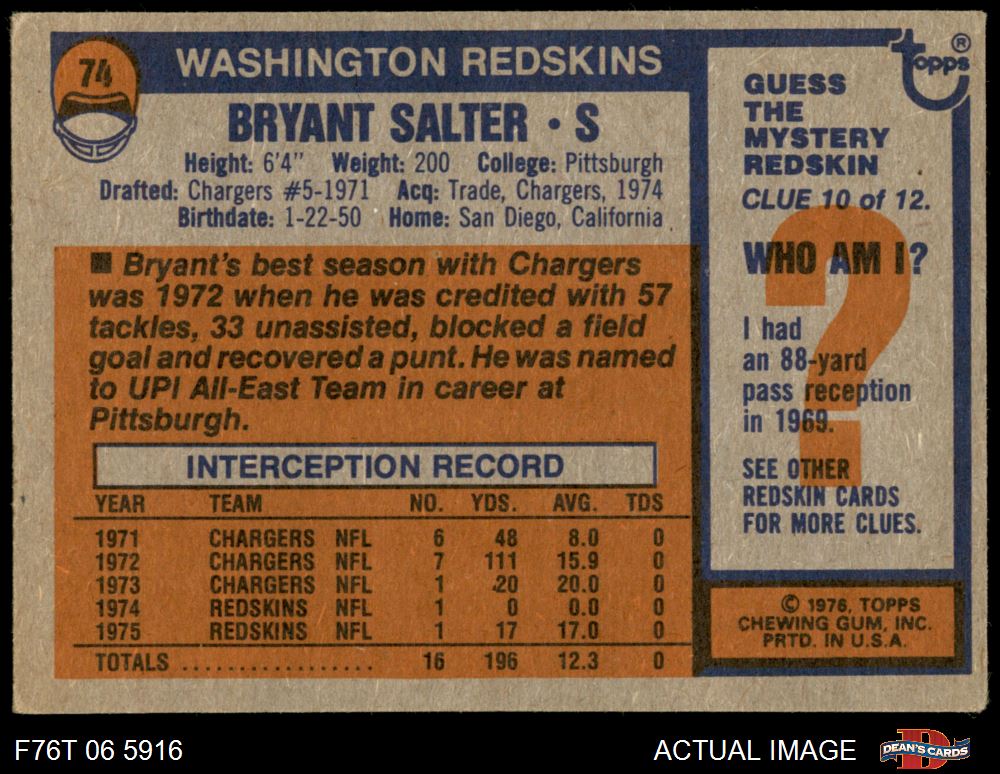 74
WASHINGTON REDSKINS
BRYANT SALTER • S
Height: 6'4" Weight: 200 College: Pittsburgh
Drafted: Chargers #5-1971 Acq: Trade, Chargers, 1974
Birthdate: 1-22-50 Home: San Diego, California
■ Bryant's best season with Chargers
was 1972 when he was credited with 57
tackles, 33 unassisted, blocked a field
goal and recovered a punt. He was named
to UPI All-East Team in career at
Pittsburgh.
INTERCEPTION RECORD
YEAR TEAM NO. YDS. AVG. TDS
1971 CHARGERS NFL 6 48 8.0 0
1972 CHARGERS NFL 7 111 15.9 0
1973 CHARGERS NFL 1 20 20.0 0
1974 REDSKINS NFL 1 0 0.0 0
1975 REDSKINS NFL 1 17 17.0 0
TOTALS ................. 16 196 12.3 0
Topps ®
GUESS
THE
MYSTERY
REDSKIN
CLUE 10 of 12.
?
WHO AM I?
I had
an 88-yard
pass reception
in 1969.
SEE OTHER
REDSKIN CARDS
FOR MORE CLUES.
© 1976, TOPPS
CHEWING GUM, INC.
PRTD. IN U.S.A.
F76T 06 5916
ACTUAL IMAGE
D
DEAN'S CARDS